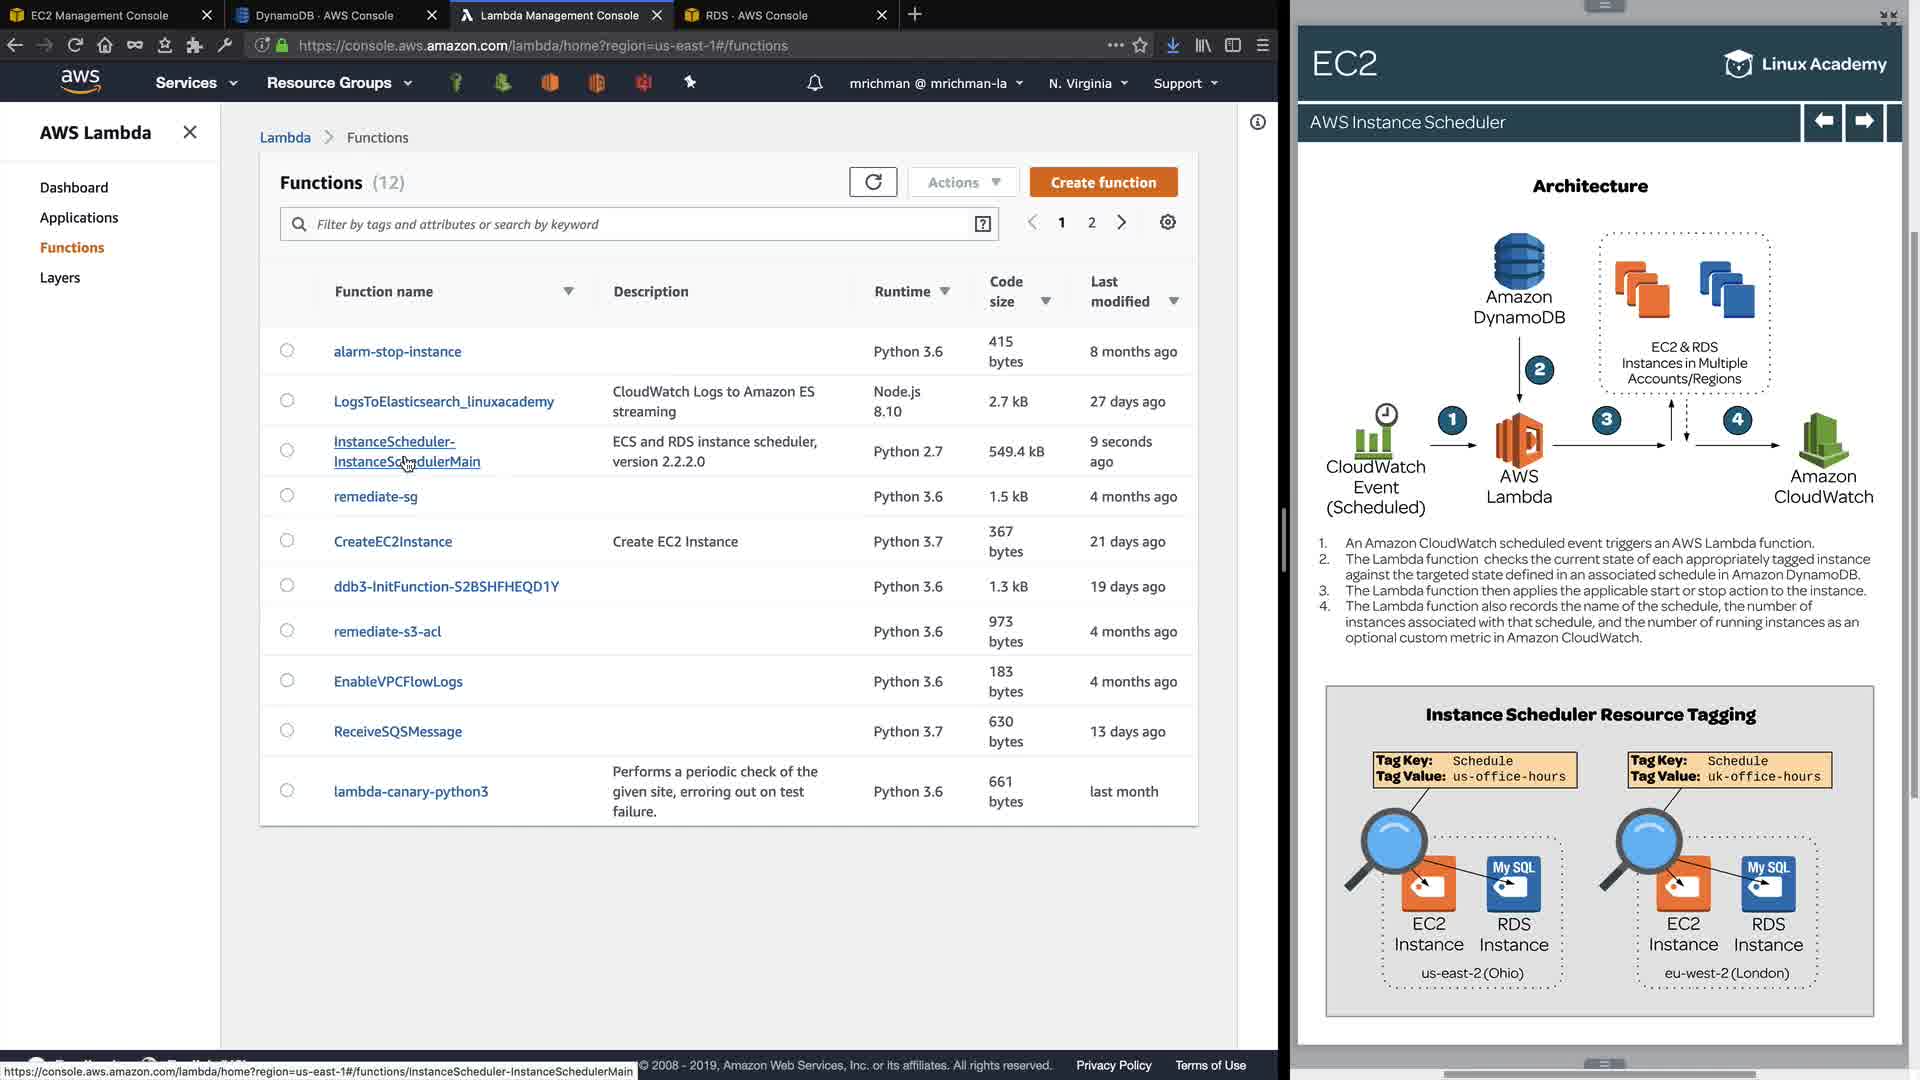 EC2 Management Console
DynamoDB · AWS Console
Lambda Management Console
RDS · AWS Console
https://console.aws.amazon.com/lambda/home?region=us-east-1#/functions
aws
Services
Resource Groups
mrichman @ mrichman-la
N. Virginia
Support
AWS Lambda
Dashboard
Applications
Functions
Layers
Lambda
Functions
Functions (12)
Actions
Create function
Filter by tags and attributes or search by keyword
1
2
Function name
Description
Runtime
Code
size
Last
modified
alarm-stop-instance
Python 3.6
415
bytes
8 months ago
LogsToElasticsearch_linuxacademy
CloudWatch Logs to Amazon ES
streaming
Node.js
8.10
2.7 kB
27 days ago
InstanceScheduler-
InstanceSchedulerMain
ECS and RDS instance scheduler,
version 2.2.2.0
Python 2.7
549.4 kB
9 seconds
ago
remediate-sg
Python 3.6
1.5 kB
4 months ago
CreateEC2Instance
Create EC2 Instance
Python 3.7
367
bytes
21 days ago
ddb3-InitFunction-S2BSHFHEQD1Y
Python 3.6
1.3 kB
19 days ago
remediate-s3-acl
Python 3.6
973
bytes
4 months ago
EnableVPCFlowLogs
Python 3.6
183
bytes
4 months ago
ReceiveSQSMessage
Python 3.7
630
bytes
13 days ago
lambda-canary-python3
Performs a periodic check of the
given site, erroring out on test
failure.
Python 3.6
661
bytes
last month
© 2008 - 2019, Amazon Web Services, Inc. or its affiliates. All rights reserved.
Privacy Policy
Terms of Use
https://console.aws.amazon.com/lambda/home?region=us-east-1#/functions/InstanceScheduler-InstanceSchedulerMain
EC2
Linux Academy
AWS Instance Scheduler
Architecture
Amazon
DynamoDB
EC2 & RDS
Instances in Multiple
Accounts/Regions
2
1
3
4
CloudWatch
Event
(Scheduled)
AWS
Lambda
Amazon
CloudWatch
1. An Amazon CloudWatch scheduled event triggers an AWS Lambda function.
2. The Lambda function checks the current state of each appropriately tagged instance
against the targeted state defined in an associated schedule in Amazon DynamoDB.
3. The Lambda function then applies the applicable start or stop action to the instance.
4. The Lambda function also records the name of the schedule, the number of
instances associated with that schedule, and the number of running instances as an
optional custom metric in Amazon CloudWatch.
Instance Scheduler Resource Tagging
Tag Key: Schedule
Tag Value: us-office-hours
Tag Key: Schedule
Tag Value: uk-office-hours
My SQL
My SQL
EC2
Instance
RDS
Instance
EC2
Instance
RDS
Instance
us-east-2 (Ohio)
eu-west-2 (London)